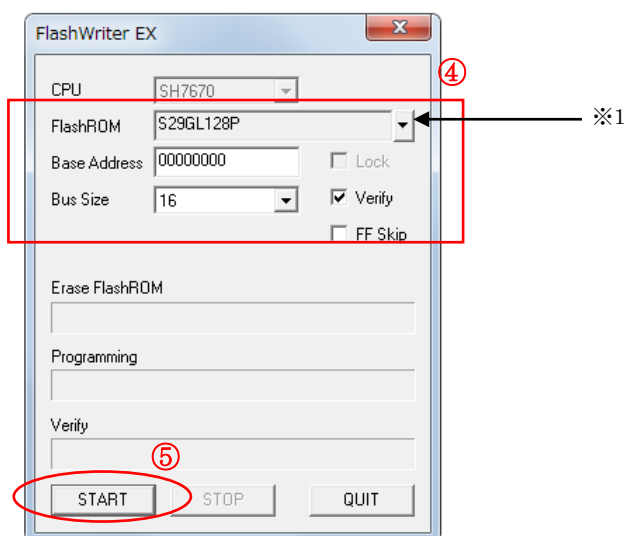 FlashWriter EX
④
CPU SH7670
FlashROM S29GL128P ※1
Base Address 00000000 Lock
Bus Size 16 Verify
FF Skip
Erase FlashROM
Programming
Verify
⑤
START STOP QUIT